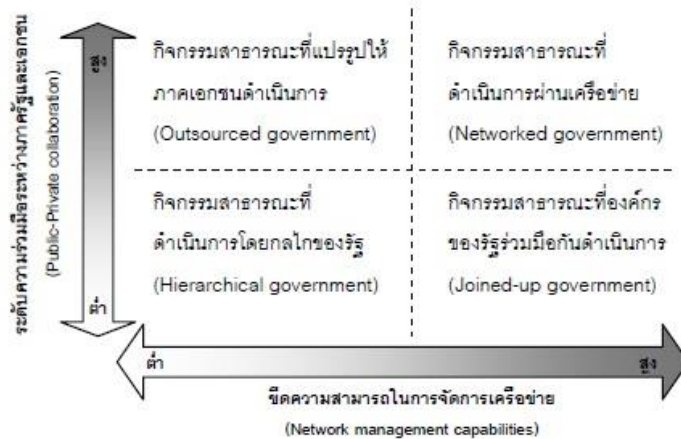 ระดับความร่วมมือระหว่างภาครัฐและเอกชน
(Public-Private collaboration)
สูง
ต่ำ
กิจกรรมสาธารณะที่แปรรูปให้
ภาคเอกชนดำเนินการ
(Outsourced government)
กิจกรรมสาธารณะที่
ดำเนินการผ่านเครือข่าย
(Networked government)
กิจกรรมสาธารณะที่
ดำเนินการโดยกลไกของรัฐ
(Hierarchical government)
กิจกรรมสาธารณะที่องค์กร
ของรัฐร่วมมือกันดำเนินการ
(Joined-up government)
ต่ำ
สูง
ขีดความสามารถในการจัดการเครือข่าย
(Network management capabilities)